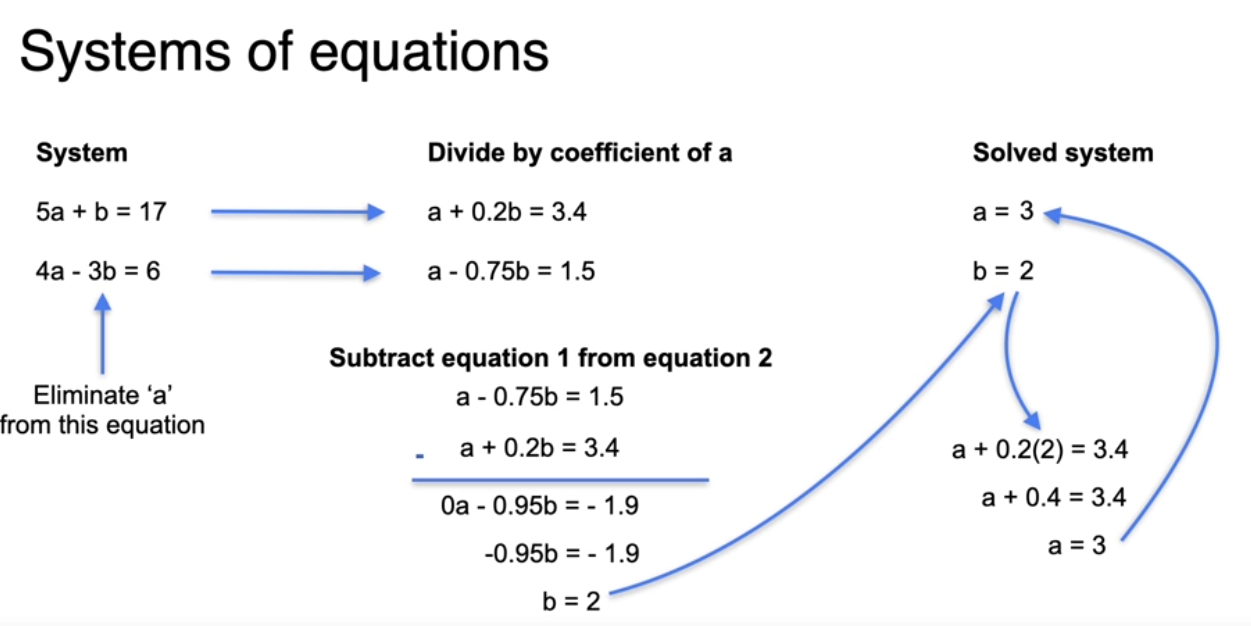 Systems of equations
System
5a + b = 17
4a - 3b = 6
Eliminate ‘a’
from this equation
Divide by coefficient of a
a + 0.2b = 3.4
a - 0.75b = 1.5
Subtract equation 1 from equation 2
a - 0.75b = 1.5
- a + 0.2b = 3.4
0a - 0.95b = - 1.9
-0.95b = - 1.9
b = 2
Solved system
a = 3
b = 2
a + 0.2(2) = 3.4
a + 0.4 = 3.4
a = 3